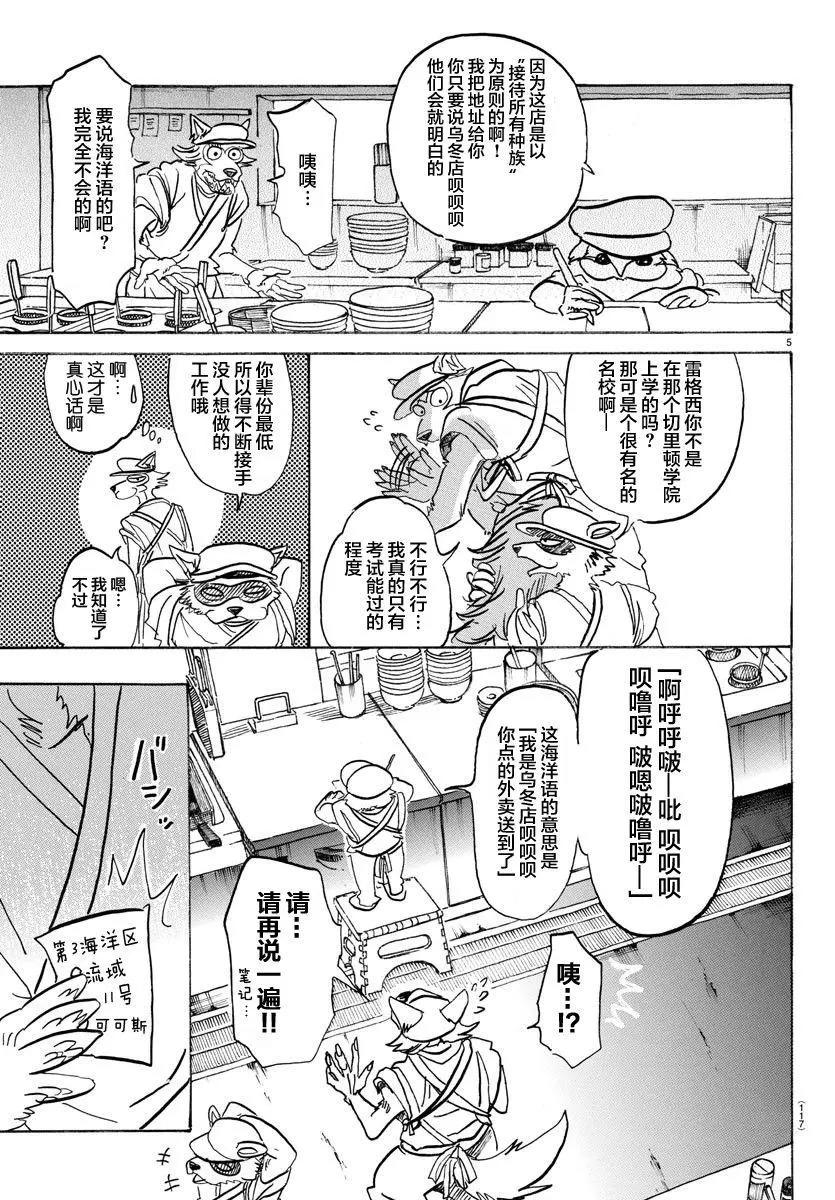 因为这店是以
“接待所有种族”
为原则的啊！
我把地址给你
你只要说乌冬店呗呗呗
他们会就明白的
咦咦…
要说海洋语的吧？
我完全不会的啊
5
雷格西你不是
在那个切里顿学院
上学的吗？
那可是个很有名的
名校啊—
不行不行…
我真的只有
考试能过的
程度
你辈份最低
所以得不断接手
没人想做的
工作哦
啊…
这才是
真心话啊
嗯…
我知道了
不过
「啊呼呼啵—吡 呗呗呗
呗噜呼 啵嗯啵噜呼—」
这海洋语的意思是
「我是乌冬店呗呗呗
你点的外卖送到了」
咦…!?
请…
请再说一遍!!
笔记…
バシ
第3海洋区
流域
11号
可可斯
(117)